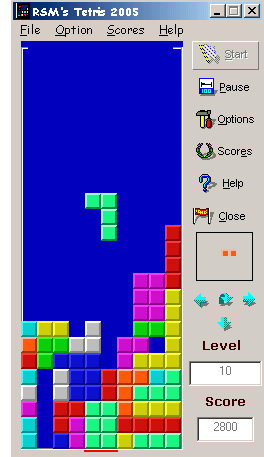 RSM's Tetris 2005
File Option Scores Help
Start
Pause
Options
Scores
Help
Close
Level
10
Score
2800